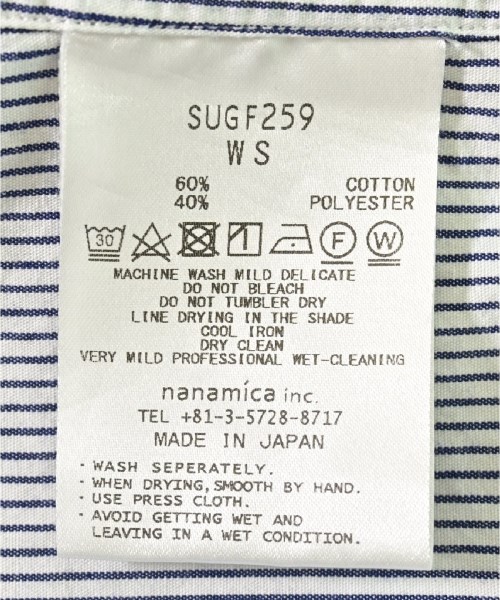 SUGF259
WS
60% COTTON
40% POLYESTER
30 F W
MACHINE WASH MILD DELICATE
DO NOT BLEACH
DO NOT TUMBLER DRY
LINE DRYING IN THE SHADE
COOL IRON
DRY CLEAN
VERY MILD PROFESSIONAL WET-CLEANING
nanamica inc.
TEL +81-3-5728-8717
MADE IN JAPAN
· WASH SEPERATELY.
· WHEN DRYING, SMOOTH BY HAND.
· USE PRESS CLOTH.
· AVOID GETTING WET AND
LEAVING IN A WET CONDITION.